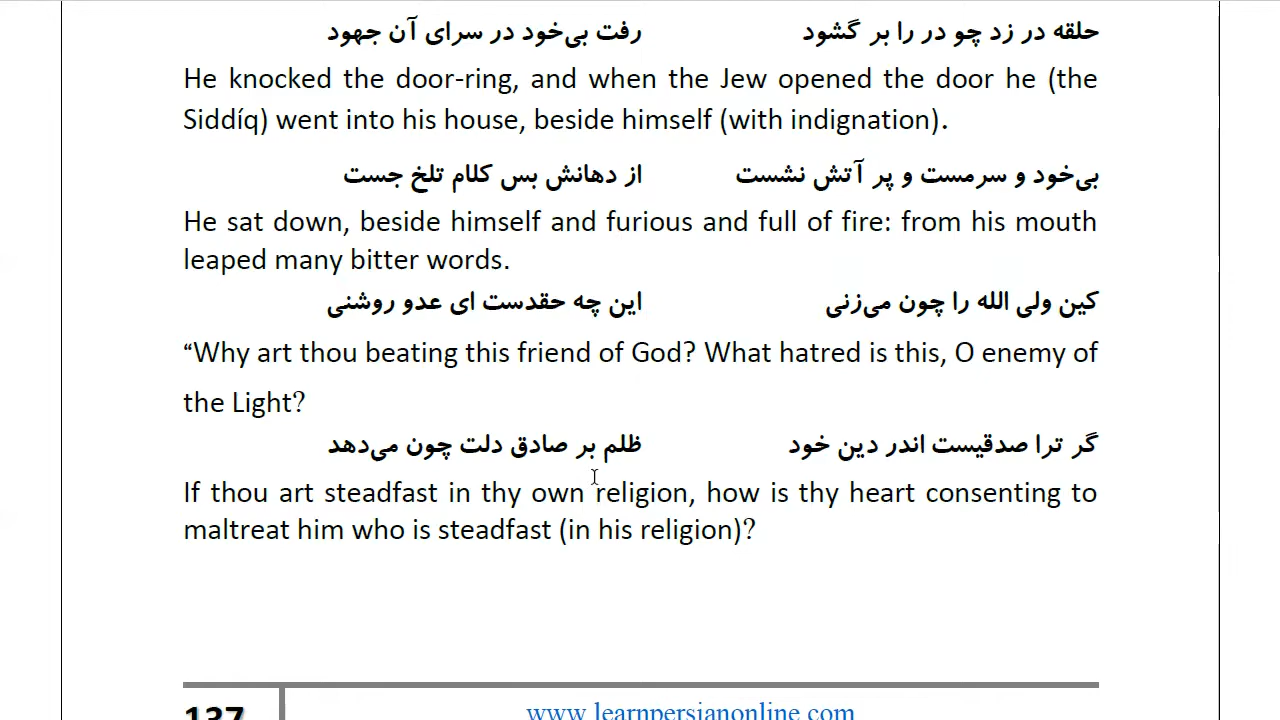 حلقه در زد چو در را بر گشود رفت بی‌خود در سرای آن جهود
He knocked the door-ring, and when the Jew opened the door he (the
Siddíq) went into his house, beside himself (with indignation).
بی‌خود و سرمست و پر آتش نشست از دهانش بس کلام تلخ جست
He sat down, beside himself and furious and full of fire: from his mouth
leaped many bitter words.
کین ولی الله را چون می‌زنی این چه حقدست ای عدو روشنی
“Why art thou beating this friend of God? What hatred is this, O enemy of
the Light?
گر ترا صدقیست اندر دین خود ظلم بر صادق دلت چون می‌دهد
If thou art steadfast in thy own religion, how is thy heart consenting to
maltreat him who is steadfast (in his religion)?
137 www.learnpersianonline.com